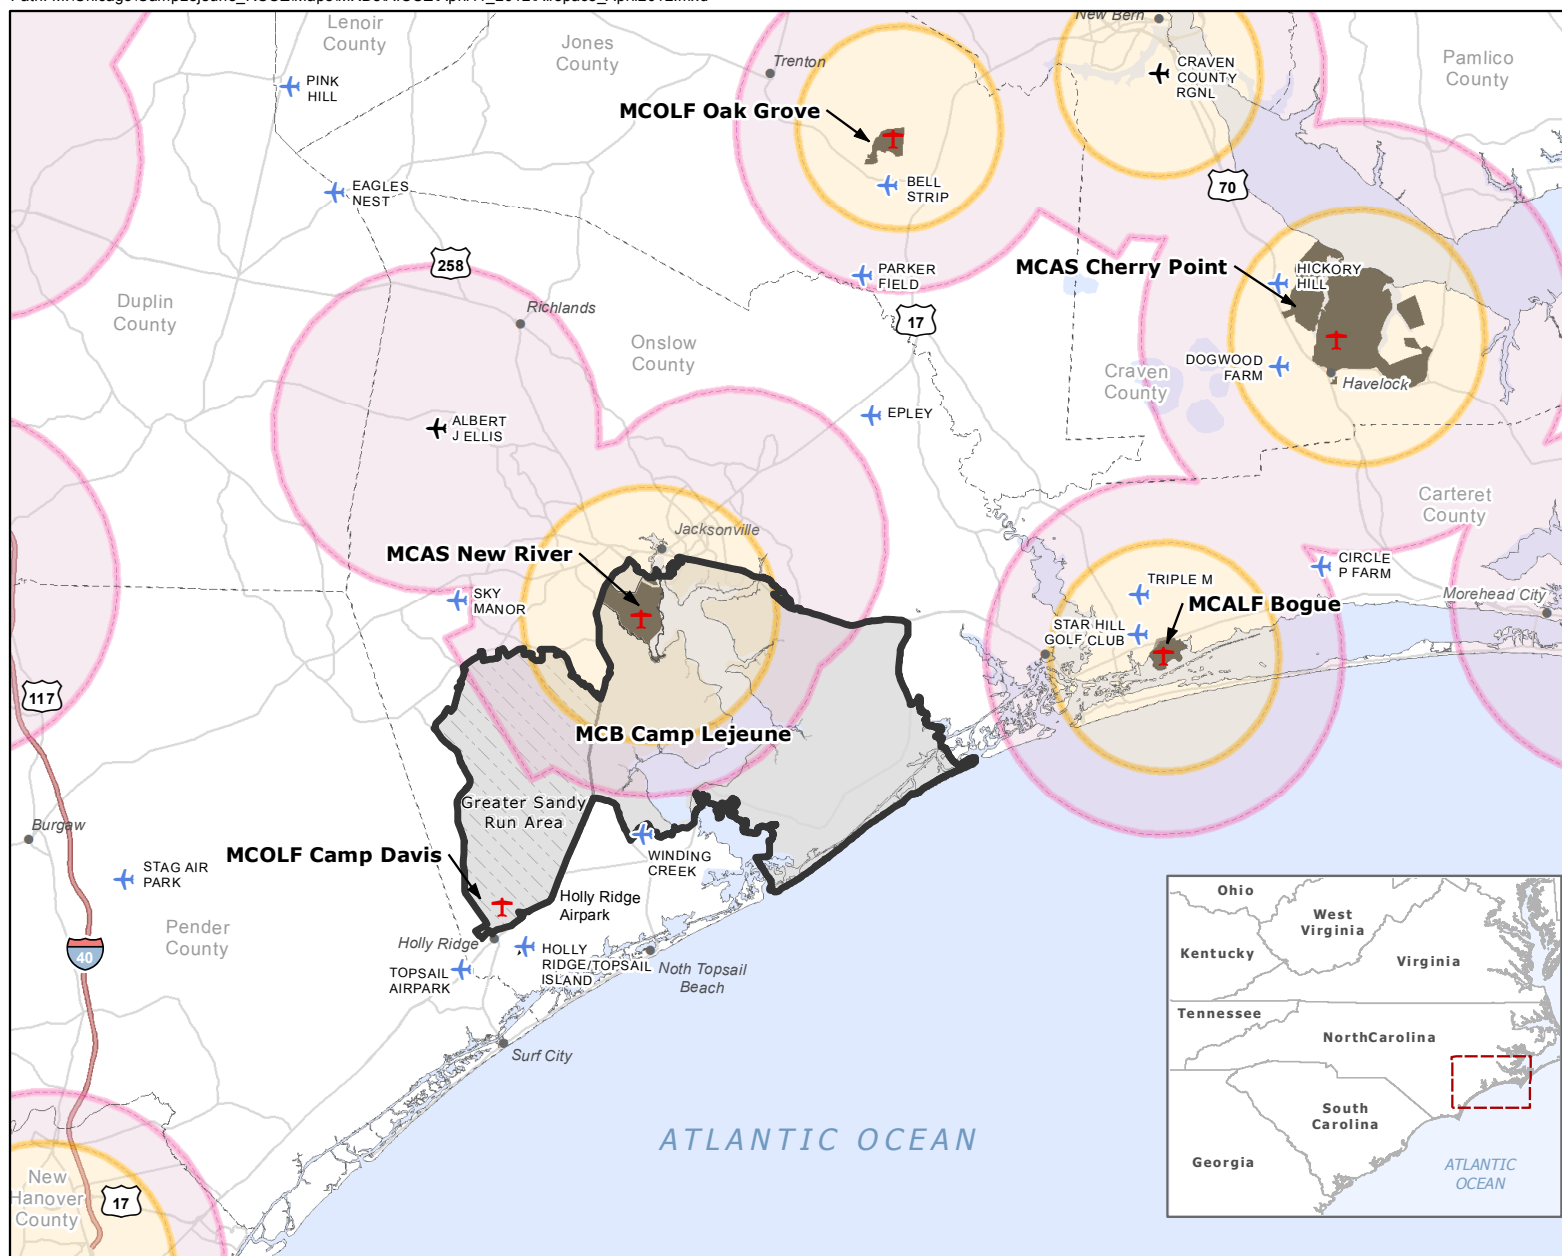 Lenoir
County
Jones
County
New Bern
Pamlico
County
Trenton
PINK
HILL
CRAVEN
COUNTY
RGNL
MCOLF Oak Grove
EAGLES
NEST
BELL
STRIP
70
258
PARKER
FIELD
MCAS Cherry Point
HICKORY
HILL
Duplin
County
Richlands
17
Onslow
County
DOGWOOD
FARM
Craven
County
Havelock
ALBERT
J ELLIS
EPLEY
Carteret
County
Jacksonville
MCAS New River
CIRCLE
P FARM
SKY
MANOR
TRIPLE M
MCALF Bogue
Morehead City
STAR HILL
GOLF CLUB
117
MCB Camp Lejeune
Greater Sandy
Run Area
Burgaw
MCOLF Camp Davis
STAG AIR
PARK
WINDING
CREEK
Holly Ridge
Airpark
Pender
County
Holly Ridge
HOLLY
RIDGE/TOPSAIL
ISLAND
TOPSAIL
AIRPARK
Noth Topsail
Beach
40
Surf City
ATLANTIC OCEAN
New
Hanover
County
17
Ohio
West
Virginia
Kentucky
Virginia
Tennessee
NorthCarolina
South
Carolina
Georgia
ATLANTIC
OCEAN